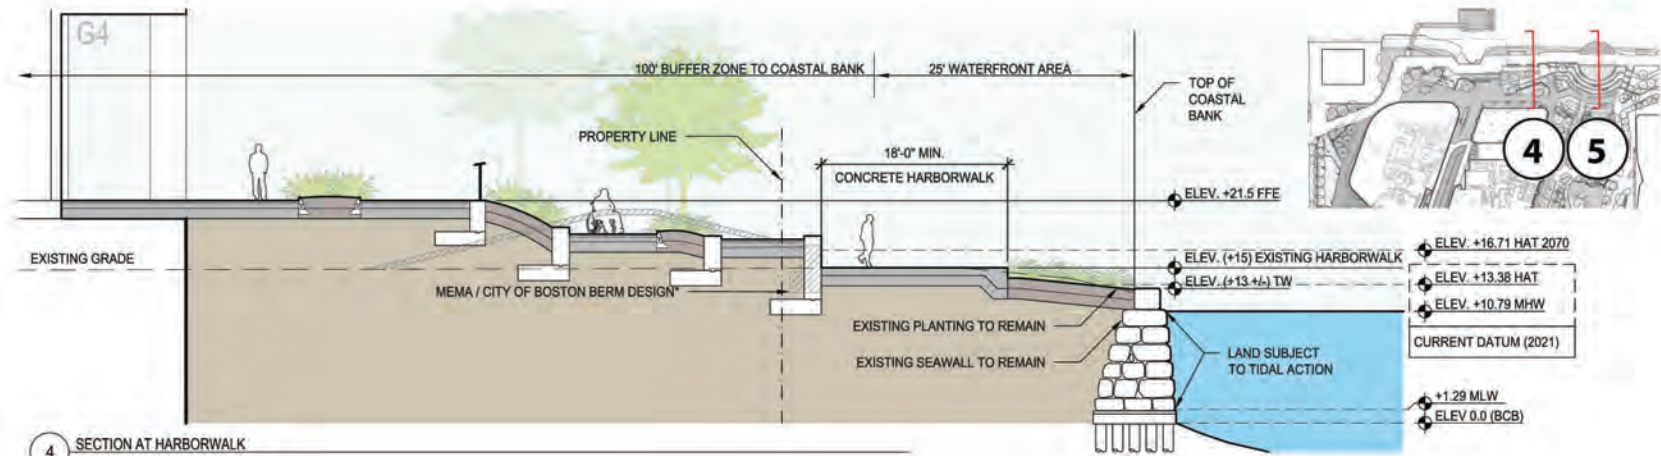 G4
100' BUFFER ZONE TO COASTAL BANK
25' WATERFRONT AREA
TOP OF
COASTAL
BANK
PROPERTY LINE
18'-0" MIN.
CONCRETE HARBORWALK
4
5
ELEV. +21.5 FFE
EXISTING GRADE
ELEV. +16.71 HAT 2070
ELEV. (+15) EXISTING HARBORWALK
ELEV. +13.38 HAT
ELEV. (+13 +/-) TW
MEMA / CITY OF BOSTON BERM DESIGN*
ELEV. +10.79 MHW
EXISTING PLANTING TO REMAIN
CURRENT DATUM (2021)
EXISTING SEAWALL TO REMAIN
LAND SUBJECT
TO TIDAL ACTION
+1.29 MLW
ELEV 0.0 (BCB)
4
SECTION AT HARBORWALK